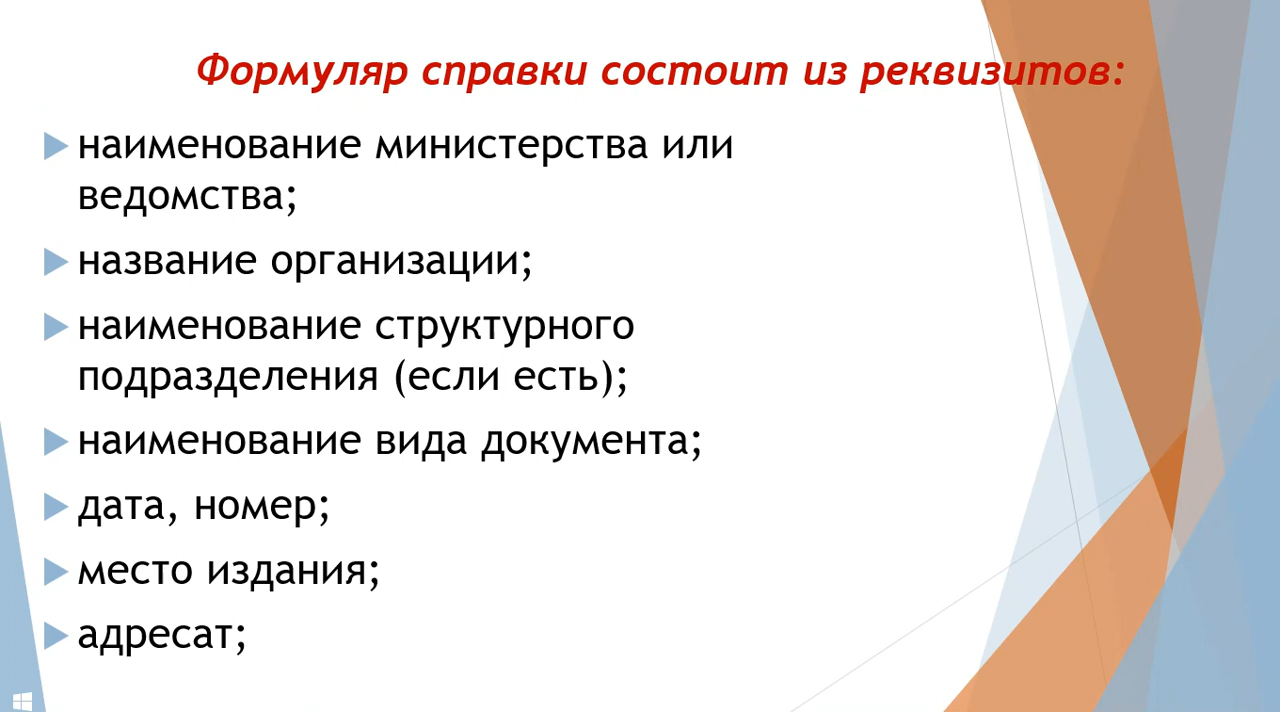 Формуляр справки состоит из реквизитов:
наименование министерства или
ведомства;
название организации;
наименование структурного
подразделения (если есть);
наименование вида документа;
дата, номер;
место издания;
адресат;